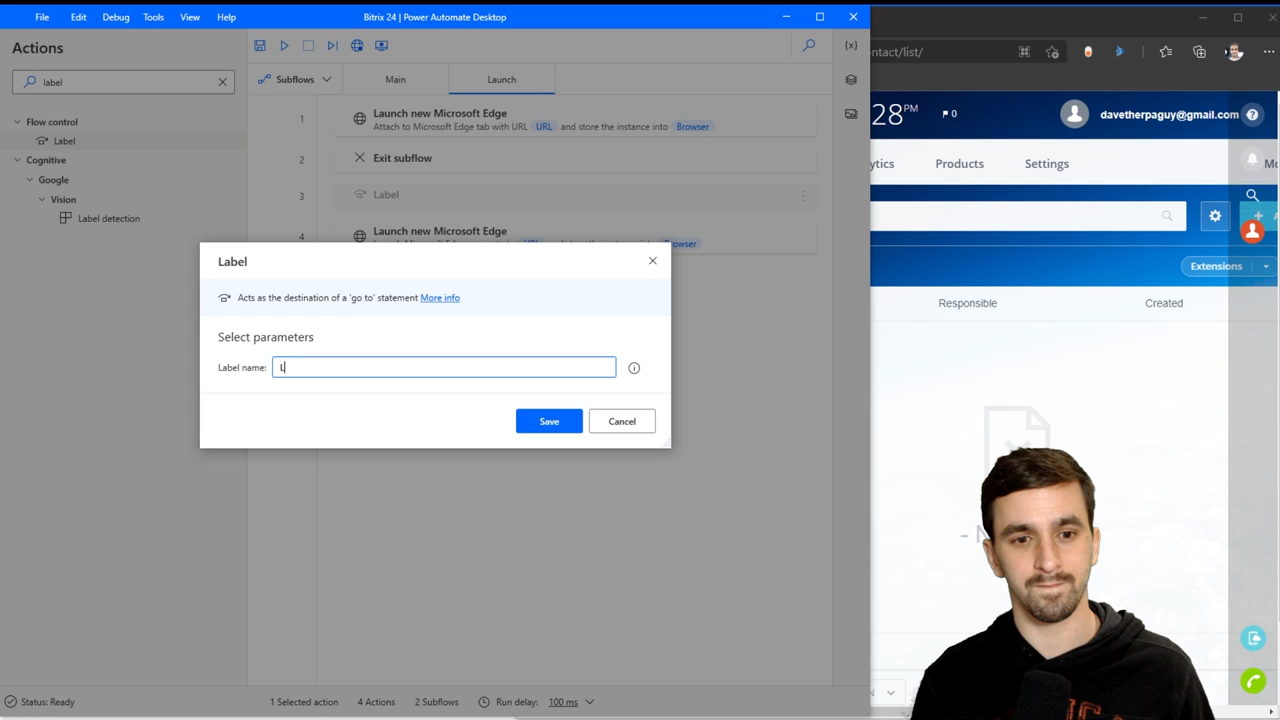 File Edit Debug Tools View Help
Bitrix 24 | Power Automate Desktop
Actions
label
Flow control
Label
Cognitive
Google
Vision
Label detection
Subflows
Main
Launch
1
Launch new Microsoft Edge
Attach to Microsoft Edge tab with URL URL and store the instance into Browser
2
Exit subflow
3
Label
4
Launch new Microsoft Edge
Label
Acts as the destination of a 'go to' statement More info
Select parameters
Label name: L
Save
Cancel
Status: Ready
1 Selected action
4 Actions
2 Subflows
Run delay: 100 ms
ontact/list/
28 PM
0
davetherpaguy@gmail.com
ytics
Products
Settings
Mo
Extensions
Responsible
Created